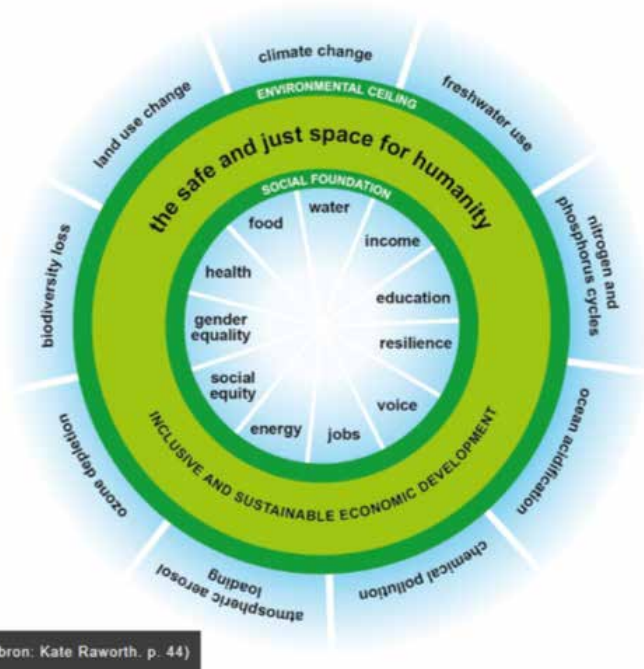 climate change
freshwater use
nitrogen and
phosphorus cycles
ocean acidification
chemical pollution
atmospheric aerosol
loading
ozone depletion
biodiversity loss
land use change
ENVIRONMENTAL CEILING
the safe and just space for humanity
SOCIAL FOUNDATION
water
income
education
resilience
voice
jobs
energy
social
equity
gender
equality
health
food
INCLUSIVE AND SUSTAINABLE ECONOMIC DEVELOPMENT
bron: Kate Raworth. p. 44)